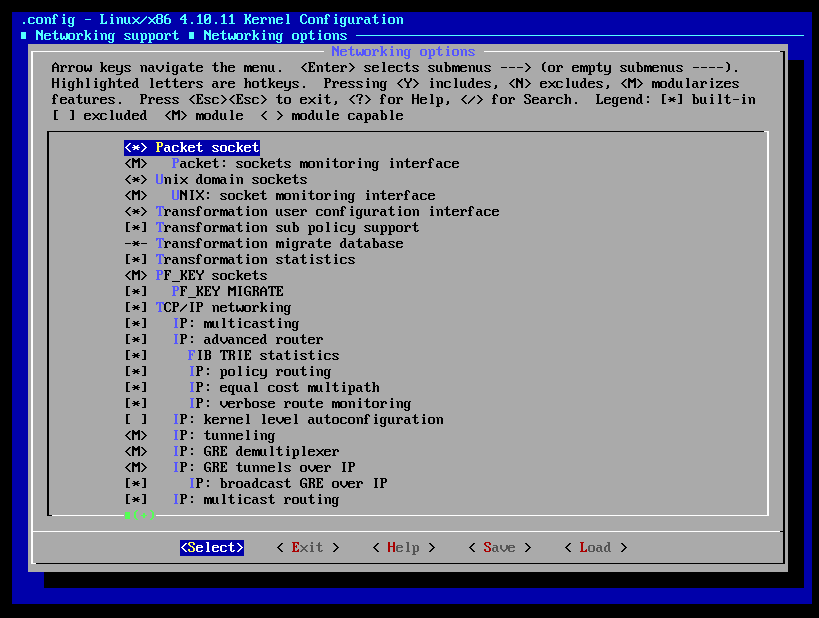 .config - Linux/x86 4.10.11 Kernel Configuration
Networking support ■ Networking options
Networking options
Arrow keys navigate the menu.  <Enter> selects submenus ---> (or empty submenus ----).
Highlighted letters are hotkeys.  Pressing <Y> includes, <N> excludes, <M> modularizes
features.  Press <Esc><Esc> to exit, <?> for Help, </> for Search.  Legend: [*] built-in
[ ] excluded  <M> module  < > module capable
<*> Packet socket
<M>   Packet: sockets monitoring interface
<*> Unix domain sockets
<M>   UNIX: socket monitoring interface
<*> Transformation user configuration interface
[*] Transformation sub policy support
-*- Transformation migrate database
[*] Transformation statistics
<M> PF_KEY sockets
[*]   PF_KEY MIGRATE
[*] TCP/IP networking
[*]   IP: multicasting
[*]   IP: advanced router
[*]     FIB TRIE statistics
[*]     IP: policy routing
[*]     IP: equal cost multipath
[*]     IP: verbose route monitoring
[ ]   IP: kernel level autoconfiguration
<M>   IP: tunneling
<M>   IP: GRE demultiplexer
<M>   IP: GRE tunnels over IP
[*]     IP: broadcast GRE over IP
[*]   IP: multicast routing
(+)
<Select>    < Exit >    < Help >    < Save >    < Load >